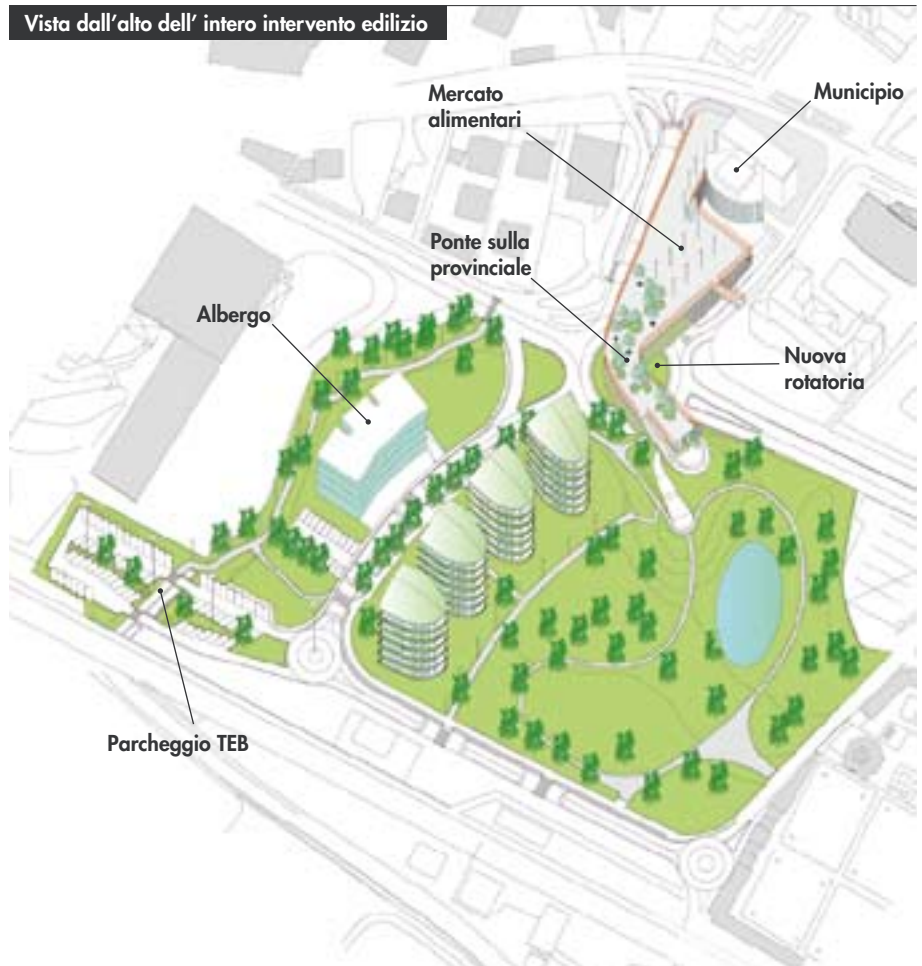 Vista dall'alto dell' intero intervento edilizio
Mercato
alimentari
Municipio
Ponte sulla
provinciale
Albergo
Nuova
rotatoria
Parcheggio TEB